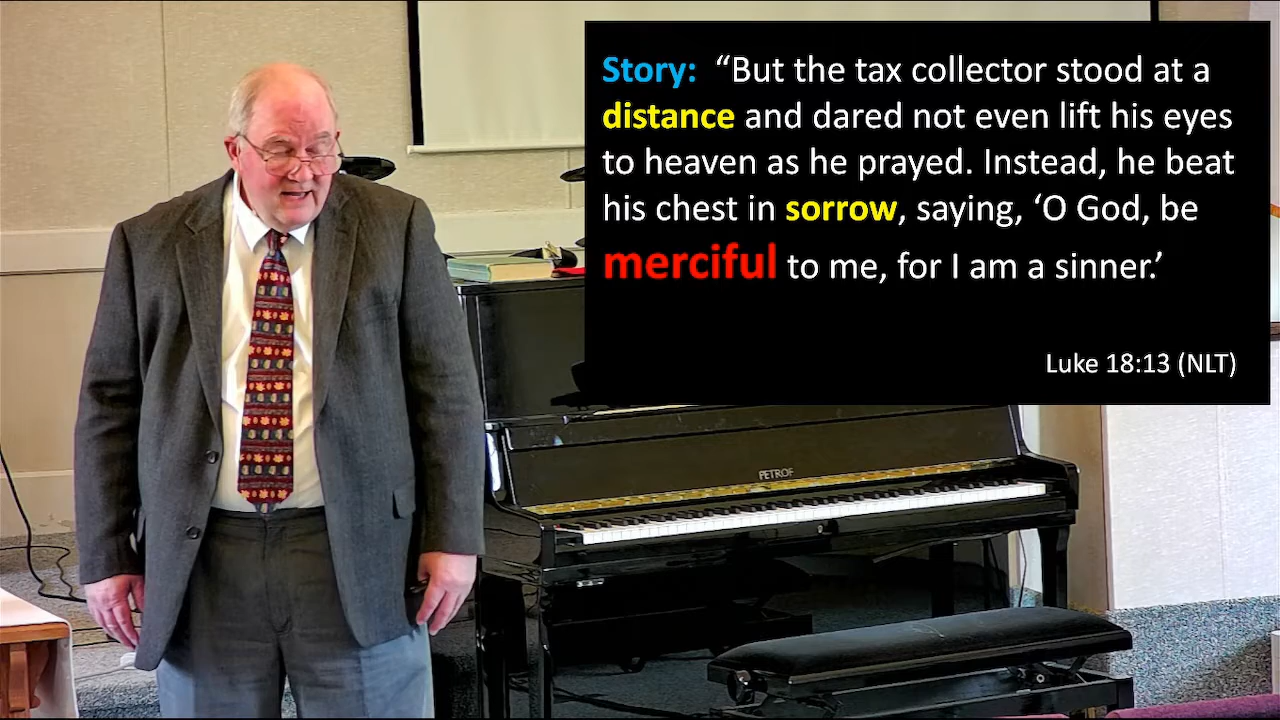 Story: “But the tax collector stood at a
distance and dared not even lift his eyes
to heaven as he prayed. Instead, he beat
his chest in sorrow, saying, ‘O God, be
merciful to me, for I am a sinner.’
Luke 18:13 (NLT)
PETROF